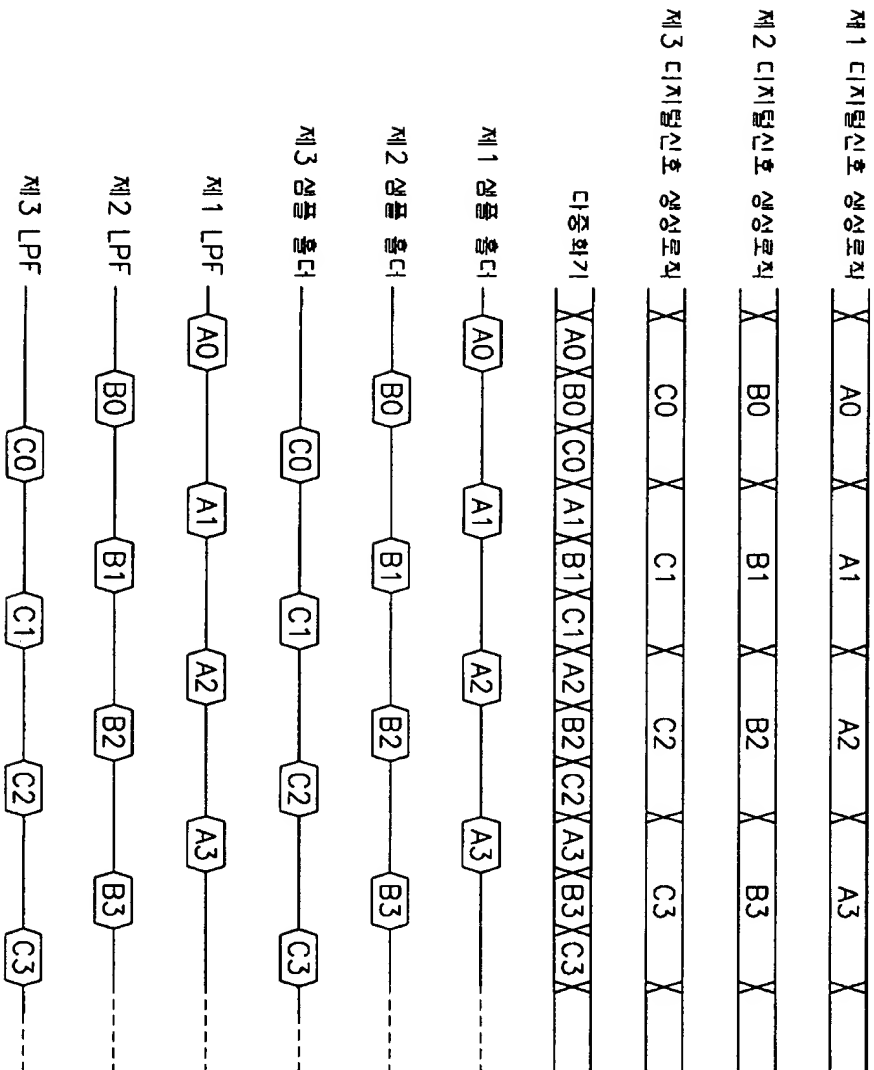 제1 디지털신호 생성로직 A0 A1 A2 A3
제2 디지털신호 생성로직 B0 B1 B2 B3
제3 디지털신호 생성로직 C0 C1 C2 C3
다중화기 A0 B0 C0 A1 B1 C1 A2 B2 C2 A3 B3 C3
제1 샘플 홀더 A0 A1 A2 A3
제2 샘플 홀더 B0 B1 B2 B3
제3 샘플 홀더 C0 C1 C2 C3
제1 LPF A0 A1 A2 A3
제2 LPF B0 B1 B2 B3
제3 LPF C0 C1 C2 C3